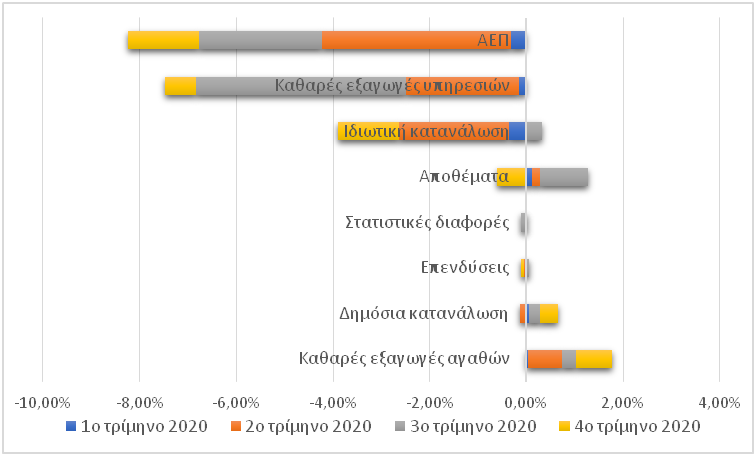 ΑΕΠ
Καθαρές εξαγωγές υπηρεσιών
Ιδιωτική κατανάλωση
Αποθέματα
Στατιστικές διαφορές
Επενδύσεις
Δημόσια κατανάλωση
Καθαρές εξαγωγές αγαθών
-10,00% -8,00% -6,00% -4,00% -2,00% 0,00% 2,00% 4,00%
1ο τρίμηνο 2020 2ο τρίμηνο 2020 3ο τρίμηνο 2020 4ο τρίμηνο 2020